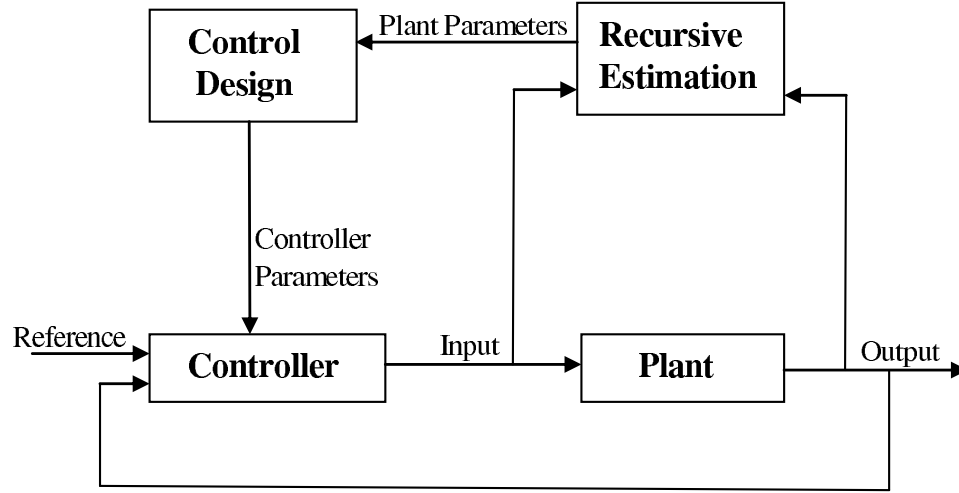 Plant Parameters
Control
Design
Recursive
Estimation
Controller
Parameters
Reference
Controller
Input
Plant
Output